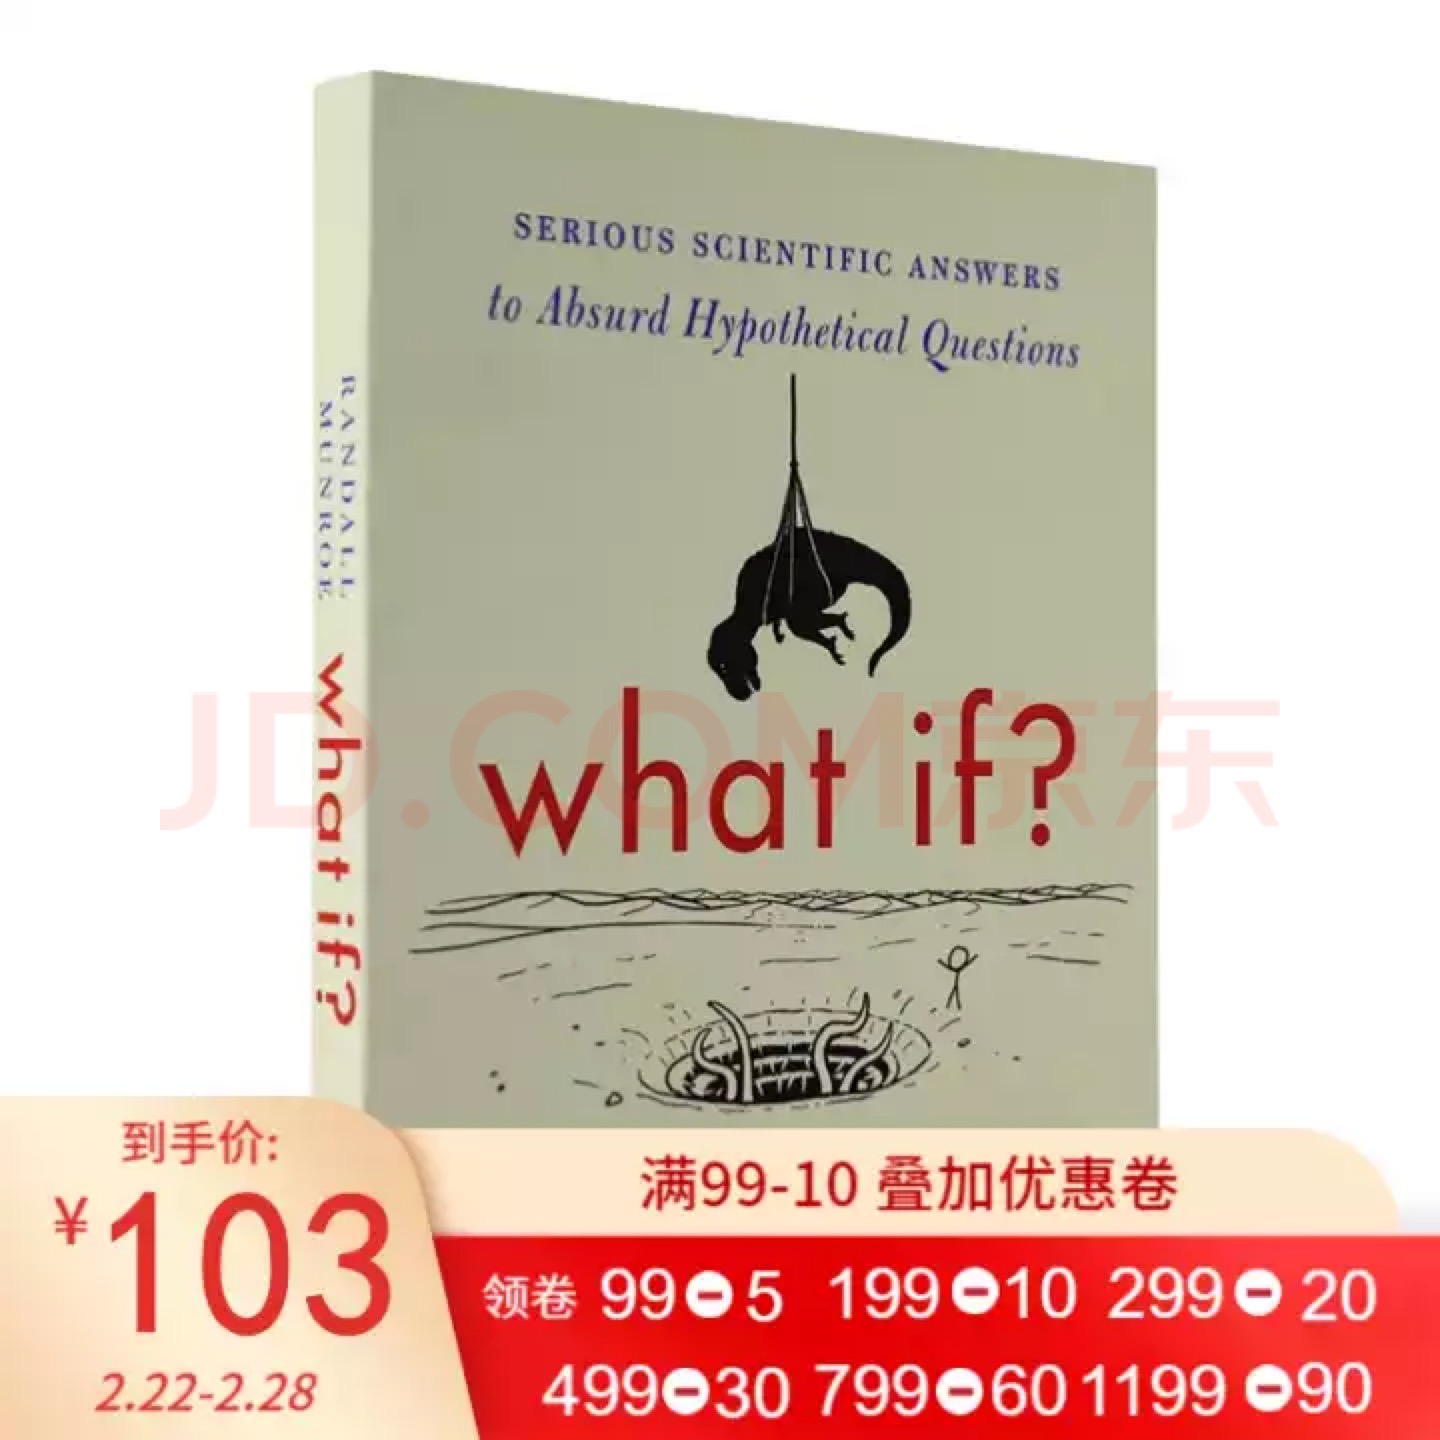 SERIOUS SCIENTIFIC ANSWERS
to Absurd Hypothetical Questions
RANDALL
MUNROE
what if?
what if?
JD.COM京东
到手价:
¥103
2.22-2.28
满99-10 叠加优惠卷
领卷 99-5 199-10 299-20
499-30 799-60 1199-90